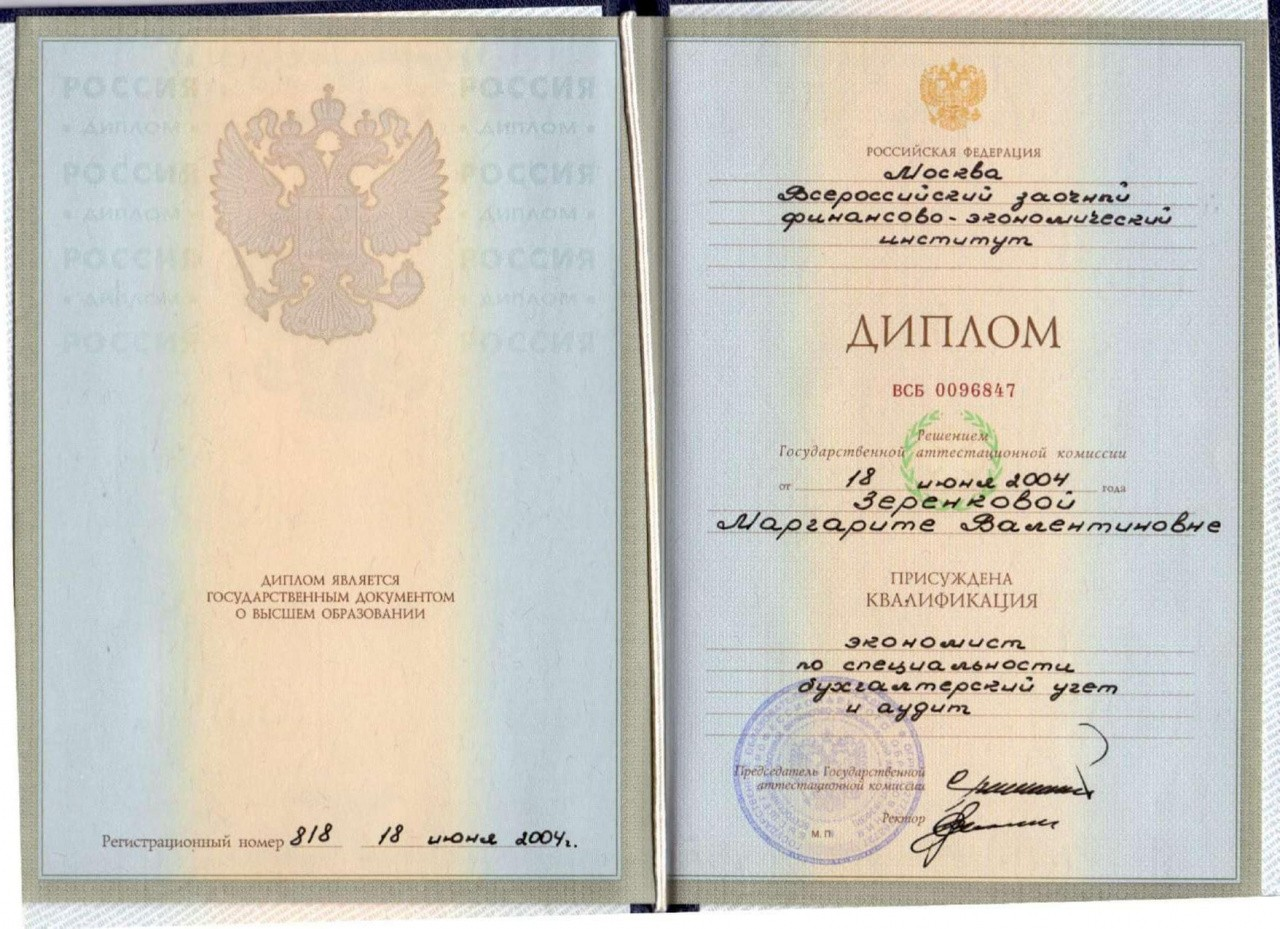 РОССИЯ РОССИЯ
• ДИПЛОМ • • ДИПЛОМ •
РОССИЯ РОССИЯ
• ДИПЛОМ • • ДИПЛОМ •
РОССИЯ РОССИЯ
• ДИПЛОМ • • ДИПЛОМ •
РОССИЯ РОССИЯ
ДИПЛОМ ЯВЛЯЕТСЯ
ГОСУДАРСТВЕННЫМ ДОКУМЕНТОМ
О ВЫСШЕМ ОБРАЗОВАНИИ
Регистрационный номер 818 18 июня 2004г.
РОССИЙСКАЯ ФЕДЕРАЦИЯ
Москва
Всероссийский заочный
финансово-экономический
институт
ДИПЛОМ
ВСБ 0096847
Решением
Государственной аттестационной комиссии
от 18 июня 2004 года
Зеренковой
Маргарите Валентиновне
ПРИСУЖДЕНА
КВАЛИФИКАЦИЯ
экономист
по специальности
бухгалтерский учет
и аудит
Председатель Государственной
аттестационной комиссии
Ректор
М. П.